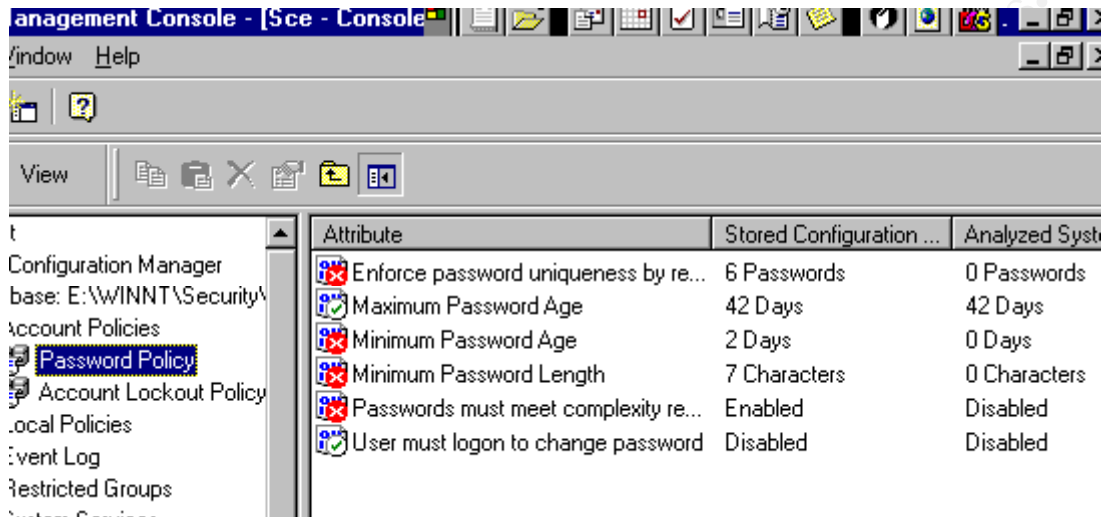 anagement Console - [Sce - Console
indow Help
View
Attribute Stored Configuration ... Analyzed Syste
t
Configuration Manager
base: E:\WINNT\Security\
Account Policies
Password Policy
Account Lockout Policy
Local Policies
Event Log
Restricted Groups
Enforce password uniqueness by re... 6 Passwords 0 Passwords
Maximum Password Age 42 Days 42 Days
Minimum Password Age 2 Days 0 Days
Minimum Password Length 7 Characters 0 Characters
Passwords must meet complexity re... Enabled Disabled
User must logon to change password Disabled Disabled